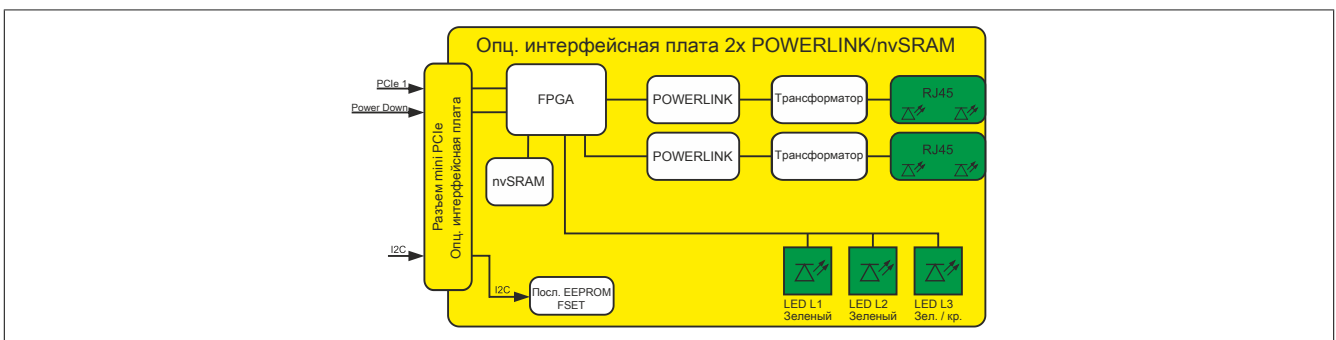 Опц. интерфейсная плата 2x POWERLINK/nvSRAM
PCIe 1
Power Down
I2C
Разъем mini PCIe
Опц. интерфейсная плата
FPGA
POWERLINK
Трансформатор
RJ45
POWERLINK
Трансформатор
RJ45
nvSRAM
I2C
Посл. EEPROM
FSET
LED L1
Зеленый
LED L2
Зеленый
LED L3
Зел. / кр.